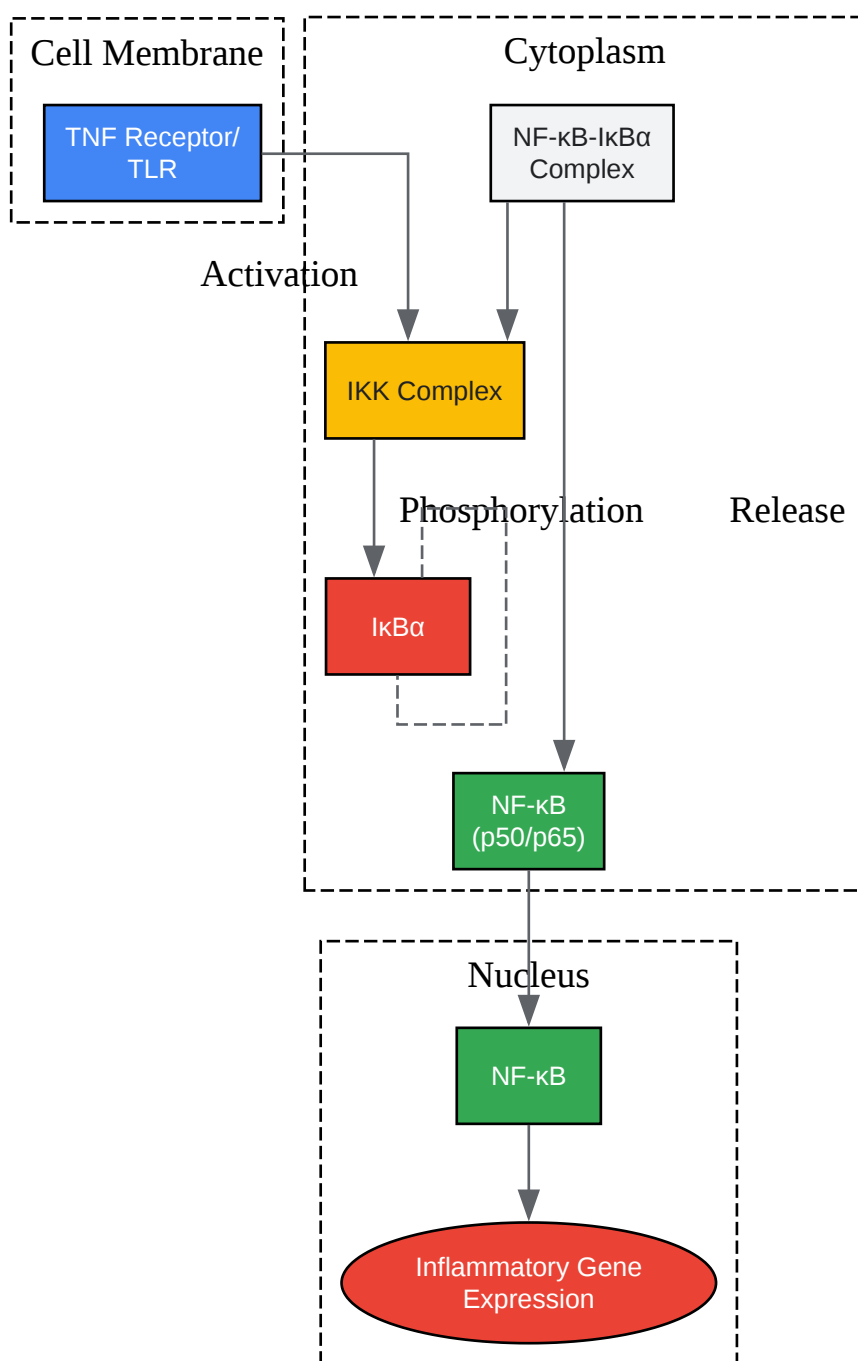 Cell Membrane
Cytoplasm
TNF Receptor/
TLR
NF-κB-IκBα
Complex
Activation
IKK Complex
Phosphorylation
Release
IκBα
NF-κB
(p50/p65)
Nucleus
NF-κB
Inflammatory Gene
Expression